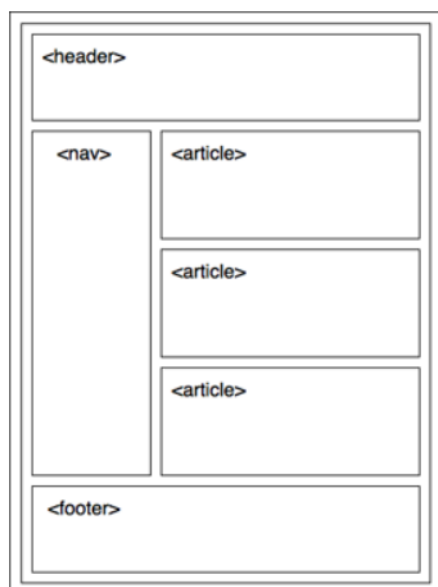 <header>
<nav>
<article>
<article>
<article>
<footer>